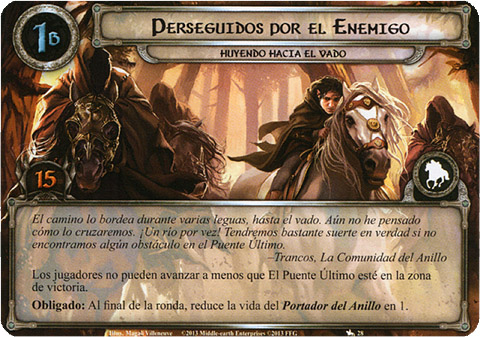 1B
PERSEGUIDOS POR EL ENEMIGO
HUYENDO HACIA EL VADO
15
El camino lo bordea durante varias leguas, hasta el vado. Aún no he pensado
cómo lo cruzaremos. ¡Un río por vez! Tendremos bastante suerte en verdad si no
encontramos algún obstáculo en el Puente Último.
–Trancos, La Comunidad del Anillo
Los jugadores no pueden avanzar a menos que El Puente Último esté en la zona
de victoria.
Obligado: Al final de la ronda, reduce la vida del Portador del Anillo en 1.
Ilus. Magali Villeneuve ©2013 Middle-earth Enterprises ©2013 FFG 28